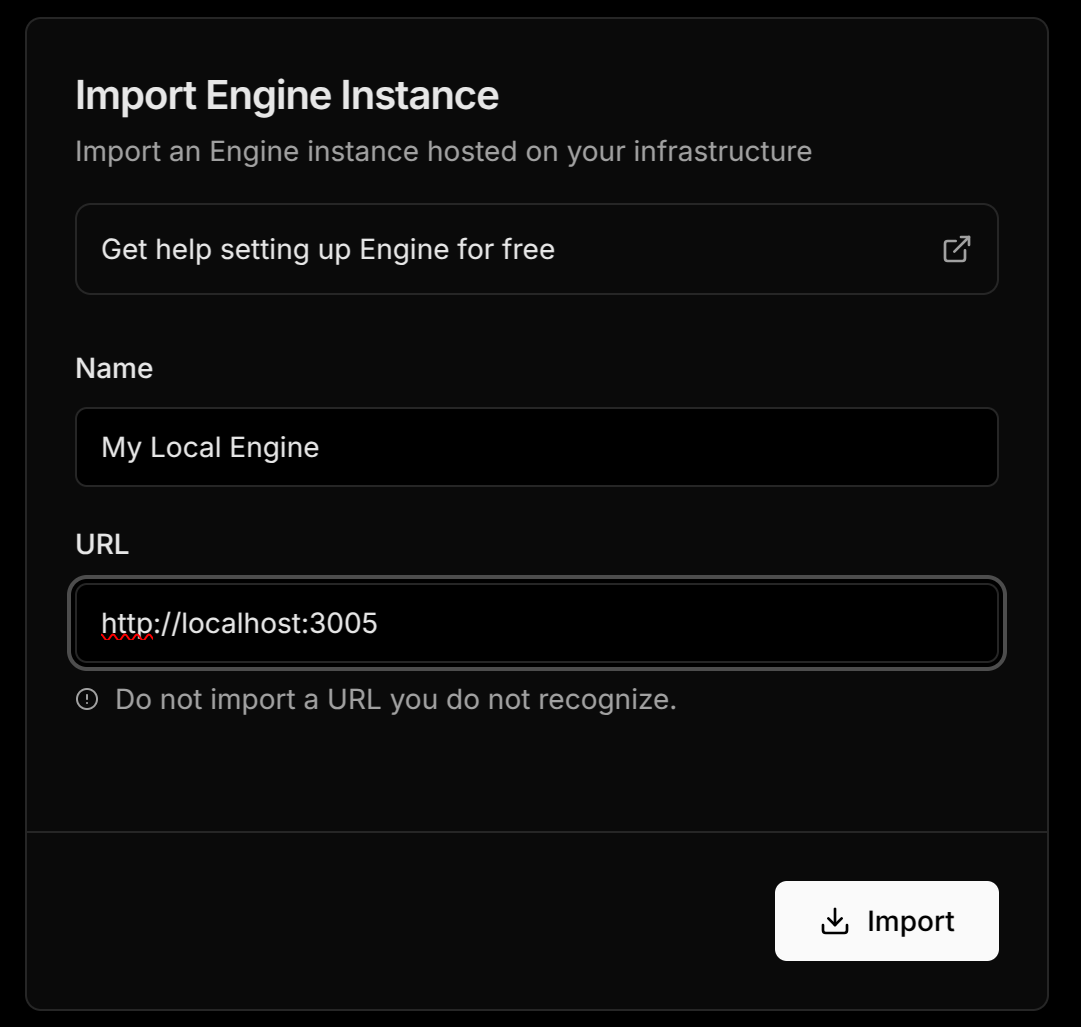 Import Engine Instance
Import an Engine instance hosted on your infrastructure
Get help setting up Engine for free
Name
My Local Engine
URL
http://localhost:3005
Do not import a URL you do not recognize.
Import